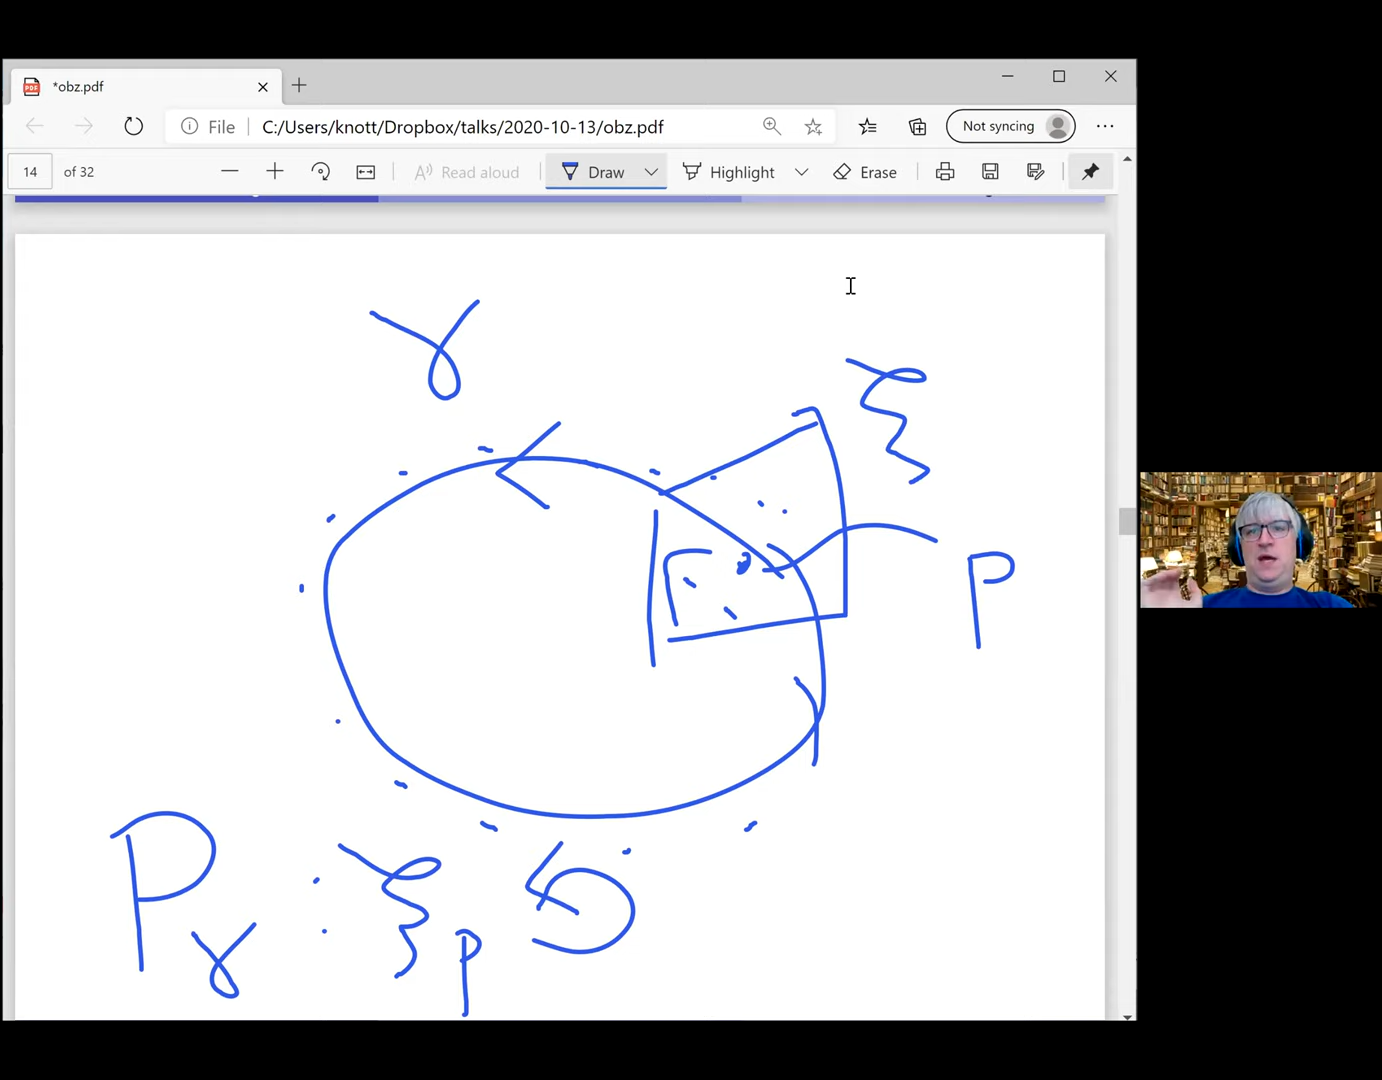 *obz.pdf
File C:/Users/knott/Dropbox/talks/2020-10-13/obz.pdf Not syncing
14 of 32 Read aloud Draw Highlight Erase
γ
ξ
p
P_γ : ξ_p ↺